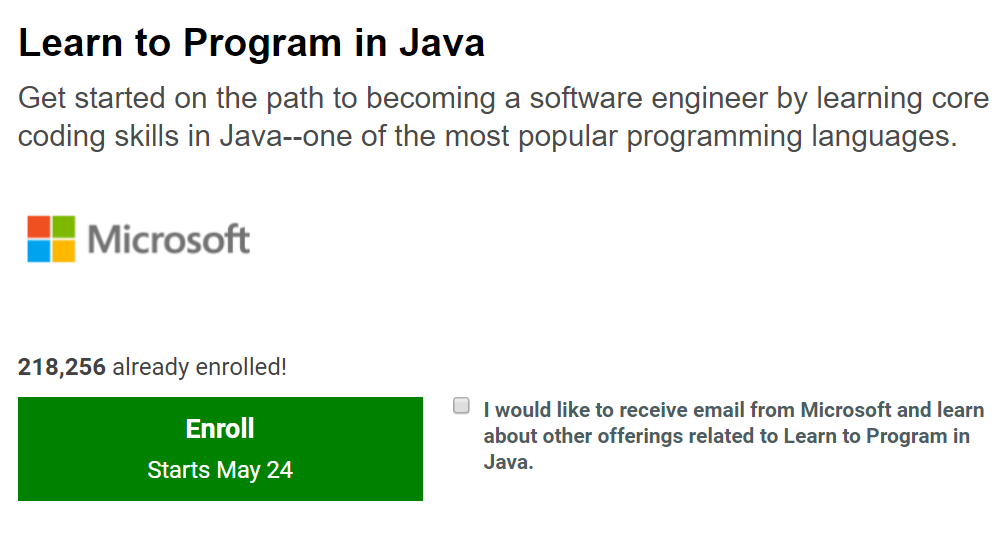 Learn to Program in Java
Get started on the path to becoming a software engineer by learning core
coding skills in Java--one of the most popular programming languages.
Microsoft
218,256 already enrolled!
Enroll
Starts May 24
I would like to receive email from Microsoft and learn
about other offerings related to Learn to Program in
Java.